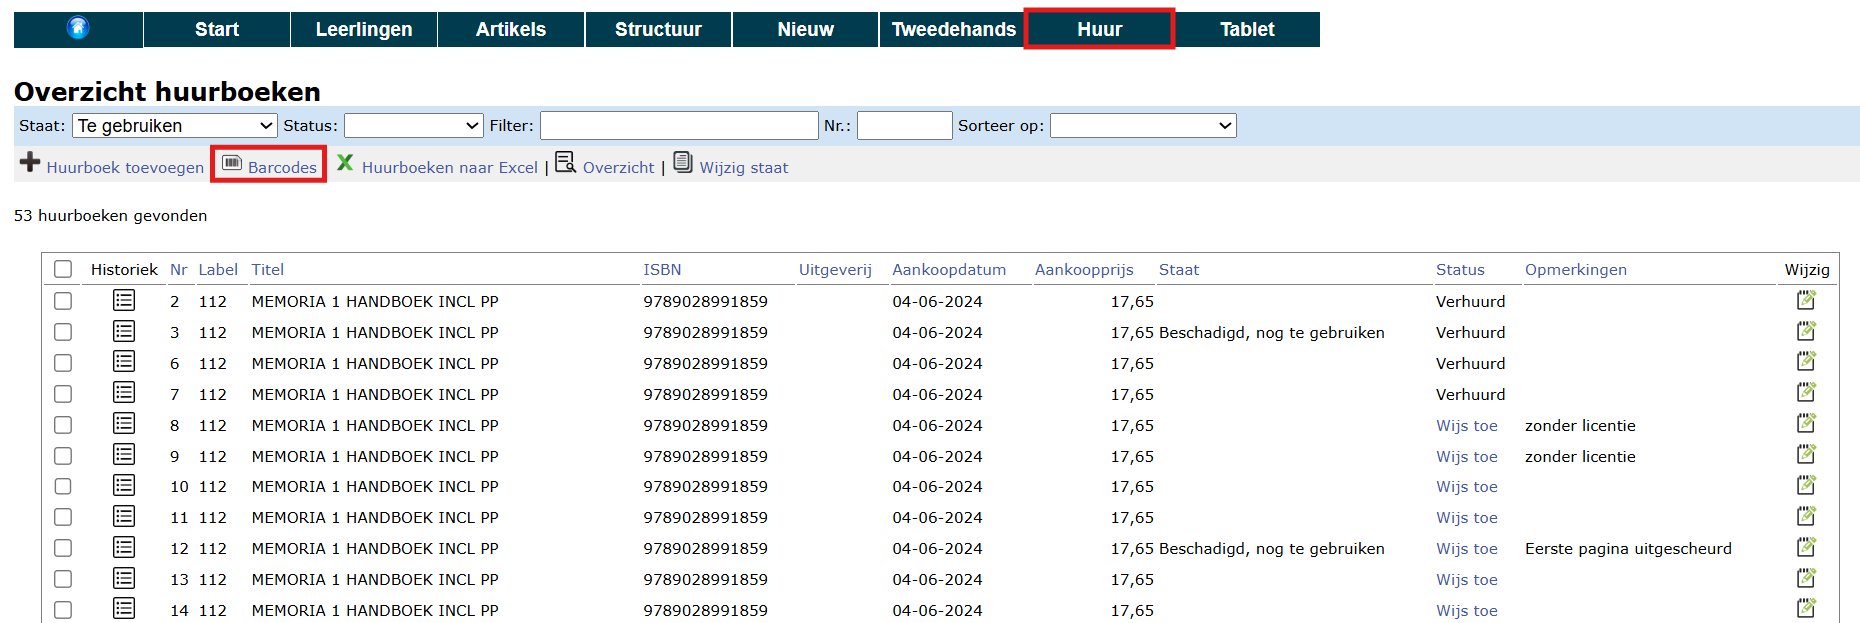 Start Leerlingen Artikels Structuur Nieuw Tweedehands Huur Tablet
Overzicht huurboeken
Staat: Te gebruiken Status: Filter: Nr.: Sorteer op:
Huurboek toevoegen Barcodes Huurboeken naar Excel | Overzicht | Wijzig staat
53 huurboeken gevonden
Historiek Nr Label Titel ISBN Uitgeverij Aankoopdatum Aankoopprijs Staat Status Opmerkingen Wijzig
2 112 MEMORIA 1 HANDBOEK INCL PP 9789028991859 04-06-2024 17,65 Verhuurd
3 112 MEMORIA 1 HANDBOEK INCL PP 9789028991859 04-06-2024 17,65 Beschadigd, nog te gebruiken Verhuurd
6 112 MEMORIA 1 HANDBOEK INCL PP 9789028991859 04-06-2024 17,65 Verhuurd
7 112 MEMORIA 1 HANDBOEK INCL PP 9789028991859 04-06-2024 17,65 Verhuurd
8 112 MEMORIA 1 HANDBOEK INCL PP 9789028991859 04-06-2024 17,65 Wijs toe zonder licentie
9 112 MEMORIA 1 HANDBOEK INCL PP 9789028991859 04-06-2024 17,65 Wijs toe zonder licentie
10 112 MEMORIA 1 HANDBOEK INCL PP 9789028991859 04-06-2024 17,65 Wijs toe
11 112 MEMORIA 1 HANDBOEK INCL PP 9789028991859 04-06-2024 17,65 Wijs toe
12 112 MEMORIA 1 HANDBOEK INCL PP 9789028991859 04-06-2024 17,65 Beschadigd, nog te gebruiken Wijs toe Eerste pagina uitgescheurd
13 112 MEMORIA 1 HANDBOEK INCL PP 9789028991859 04-06-2024 17,65 Wijs toe
14 112 MEMORIA 1 HANDBOEK INCL PP 9789028991859 04-06-2024 17,65 Wijs toe